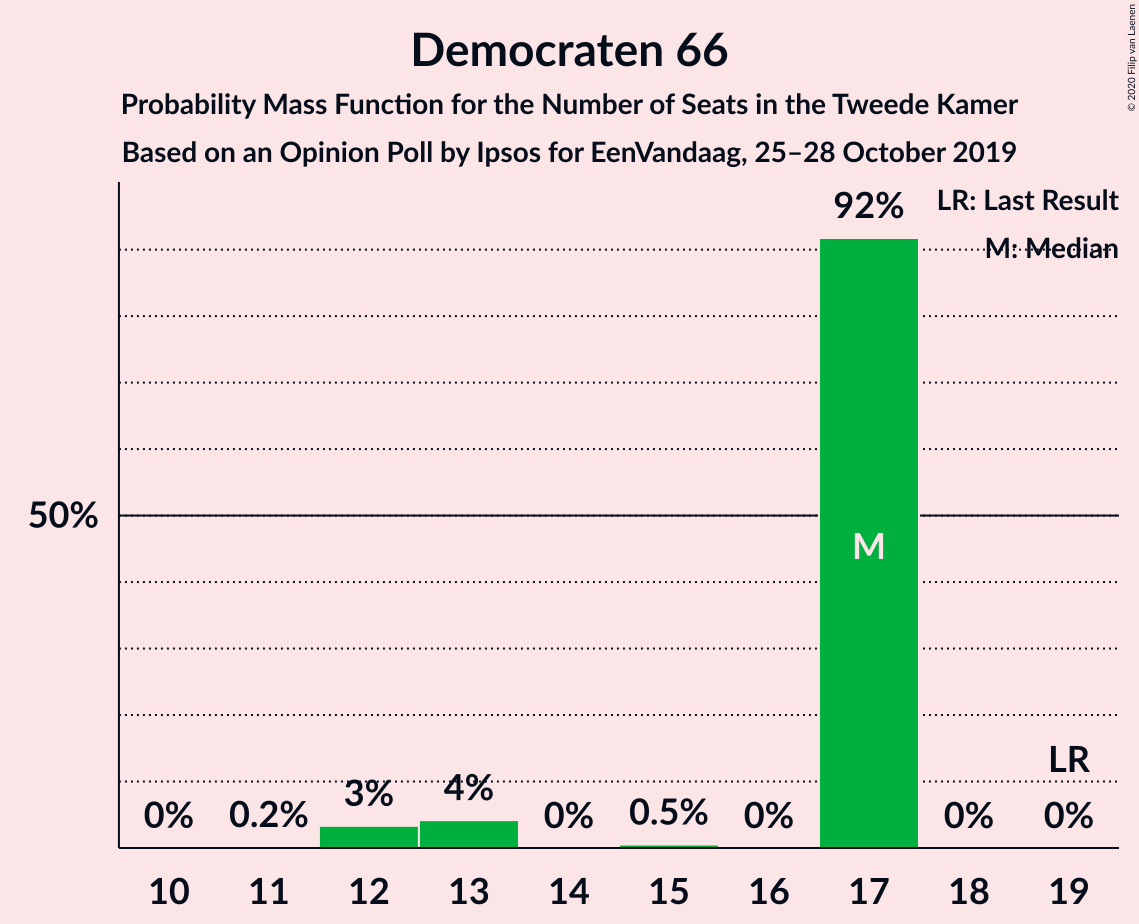 Democraten 66
Probability Mass Function for the Number of Seats in the Tweede Kamer
Based on an Opinion Poll by Ipsos for EenVandaag, 25–28 October 2019
© 2020 Filip van Laenen
LR: Last Result
M: Median
92%
50%
M
LR
0% 0.2% 3% 4% 0% 0.5% 0% 0% 0%
10 11 12 13 14 15 16 17 18 19